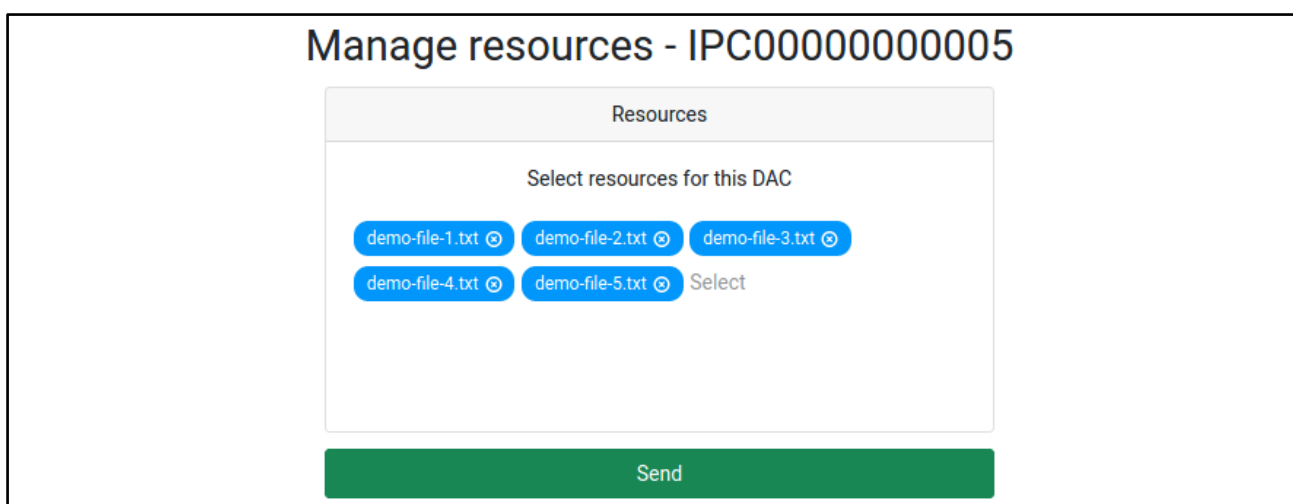 Manage resources - IPC00000000005
Resources
Select resources for this DAC
demo-file-1.txt demo-file-2.txt demo-file-3.txt
demo-file-4.txt demo-file-5.txt Select
Send